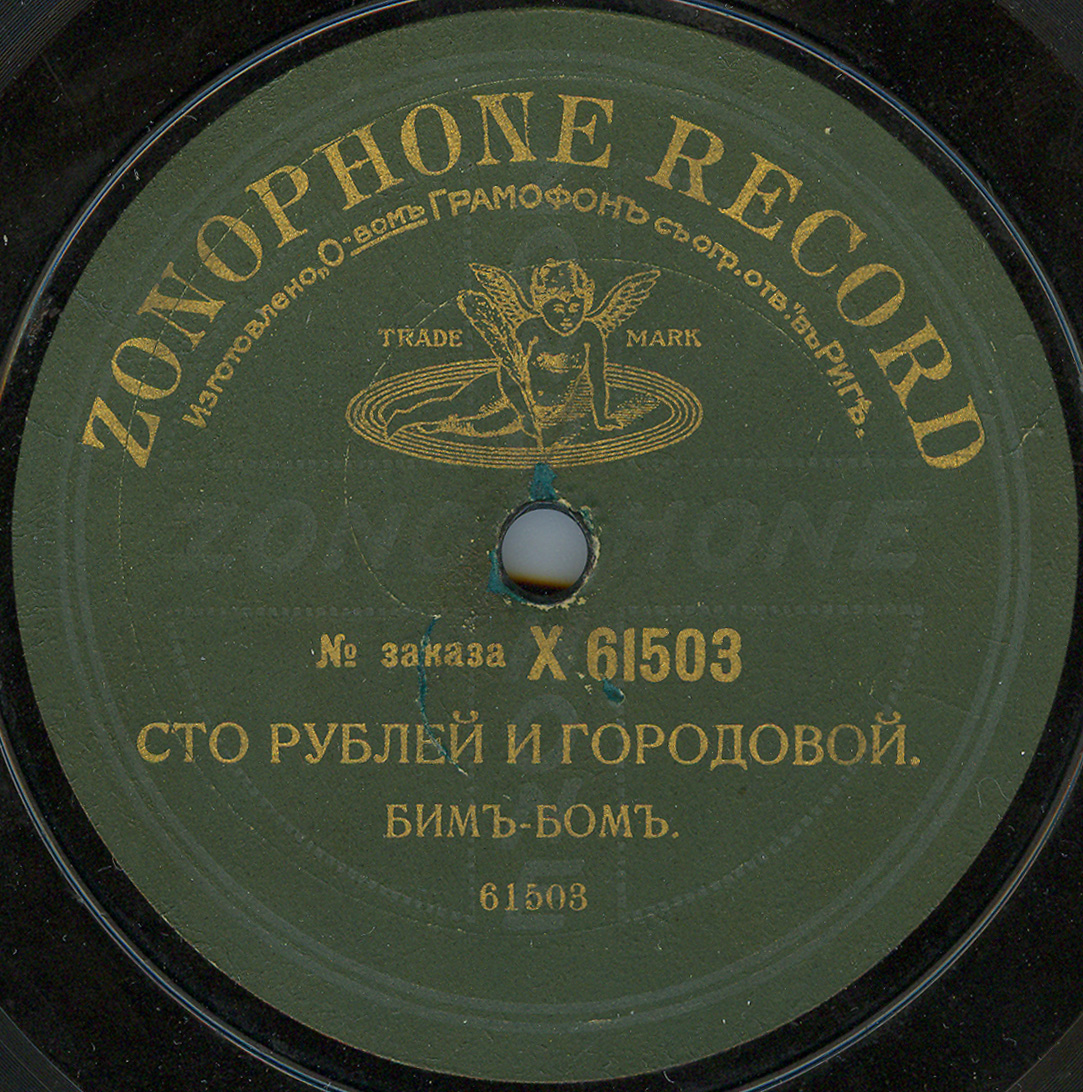 ZONOPHONE RECORD
Изготовлено „О-вомъ ГРАМОФОНЪ съ огр. отв." въ Ригѣ.
TRADE MARK
ZONOPHONE
№ заказа X 61503
СТО РУБЛЕЙ И ГОРОДОВОЙ.
БИМЪ-БОМЪ.
61503